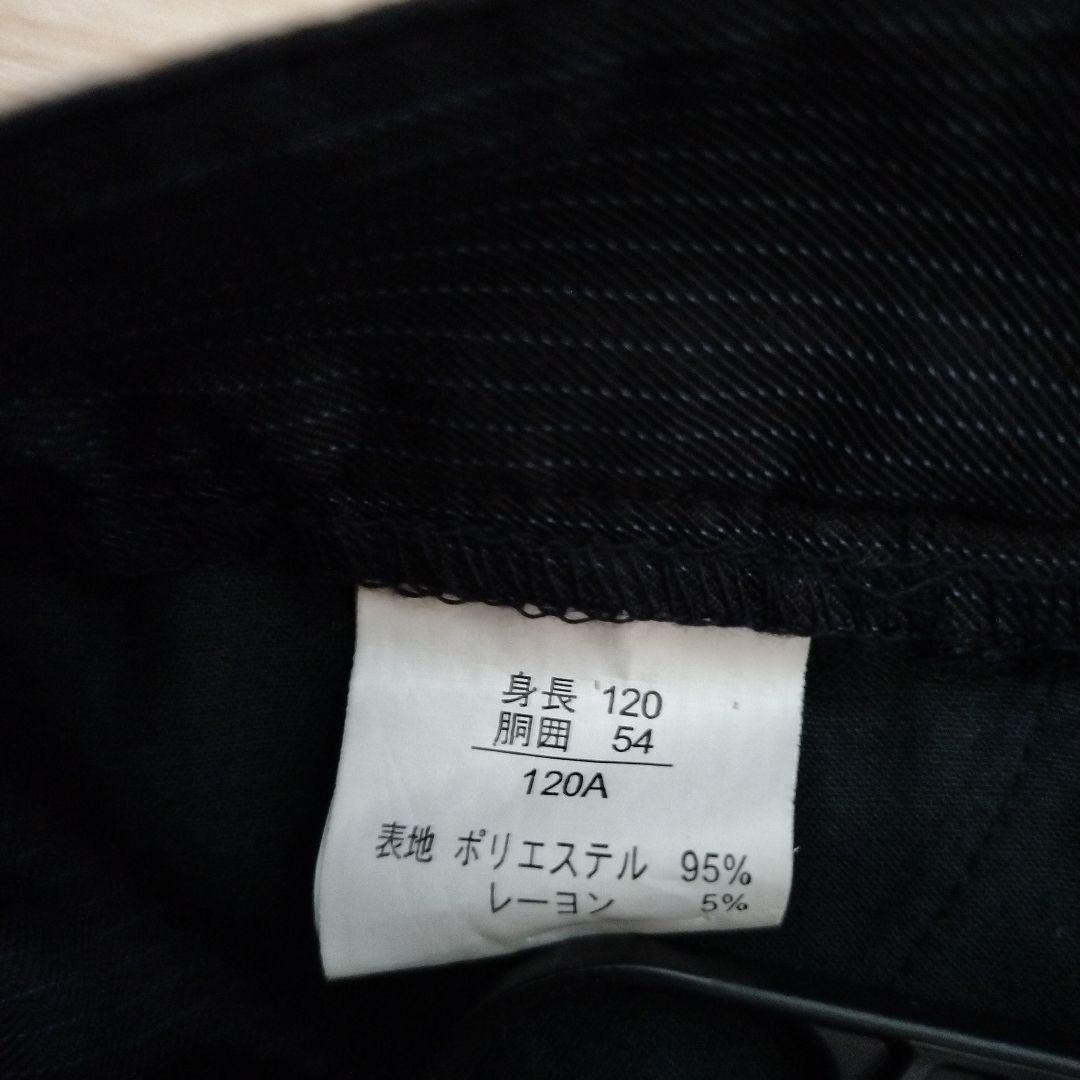 身長 120
胴囲 54
120A
表地 ポリエステル 95%
レーヨン 5%